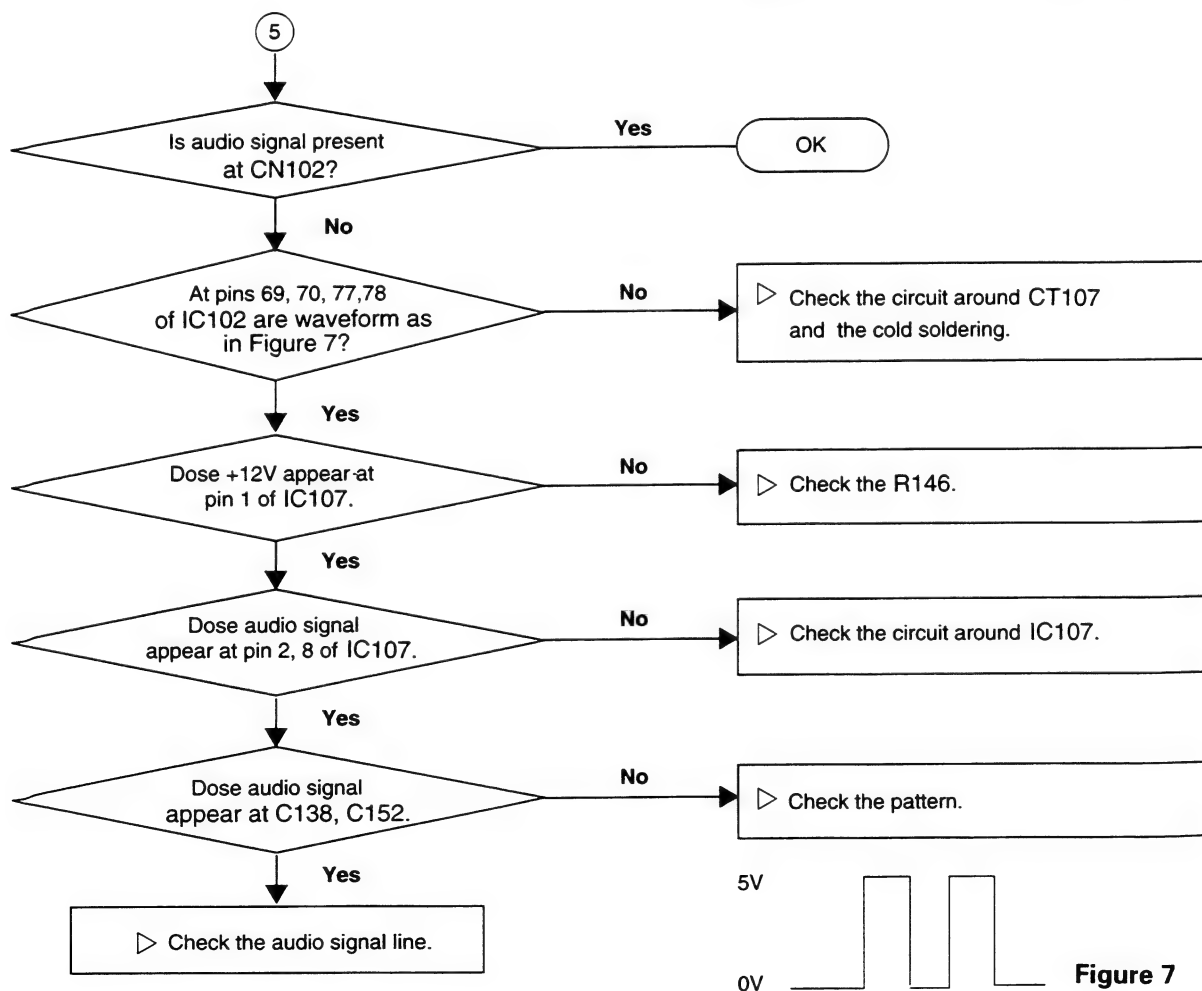 5
Is audio signal present
at CN102?
Yes
OK
No
At pins 69, 70, 77,78
of IC102 are waveform as
in Figure 7?
No
▷ Check the circuit around CT107
and the cold soldering.
Yes
Dose +12V appear at
pin 1 of IC107.
No
▷ Check the R146.
Yes
Dose audio signal
appear at pin 2, 8 of IC107.
No
▷ Check the circuit around IC107.
Yes
Dose audio signal
appear at C138, C152.
No
▷ Check the pattern.
Yes
▷ Check the audio signal line.
5V
0V
Figure 7